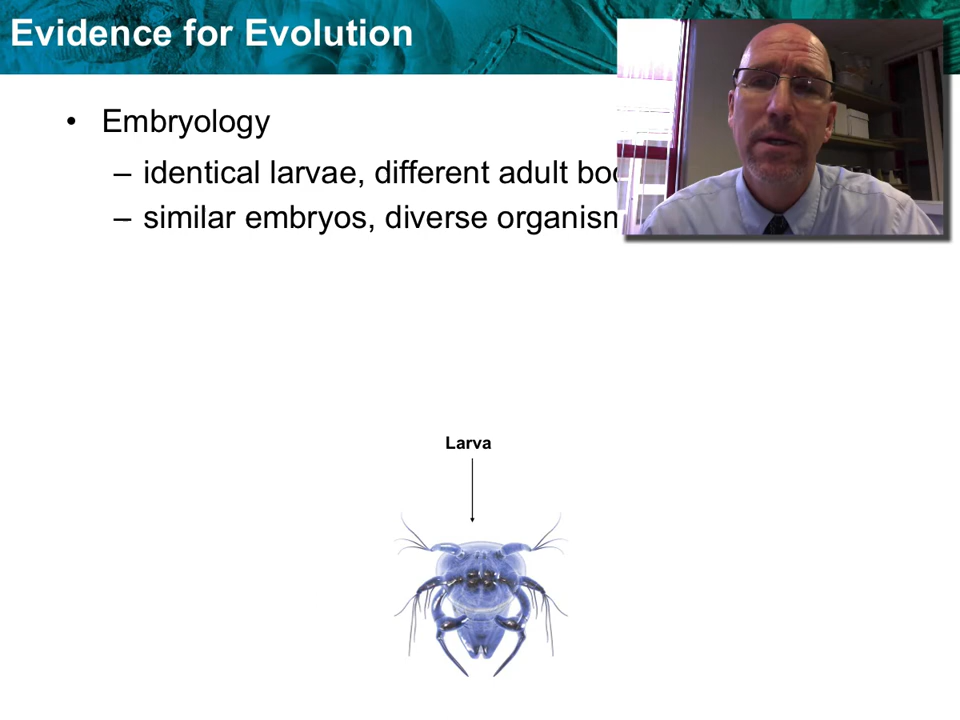 Evidence for Evolution
• Embryology
– identical larvae, different adult
– similar embryos, diverse
Larva